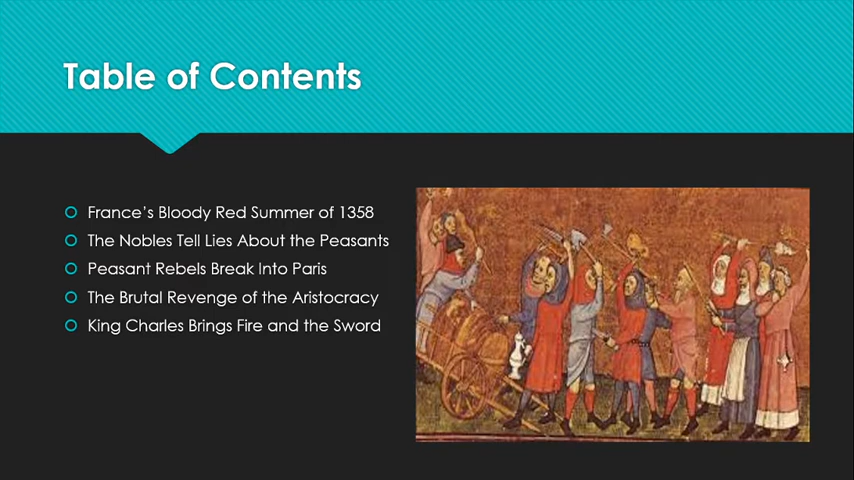 Table of Contents
France's Bloody Red Summer of 1358
The Nobles Tell Lies About the Peasants
Peasant Rebels Break Into Paris
The Brutal Revenge of the Aristocracy
King Charles Brings Fire and the Sword